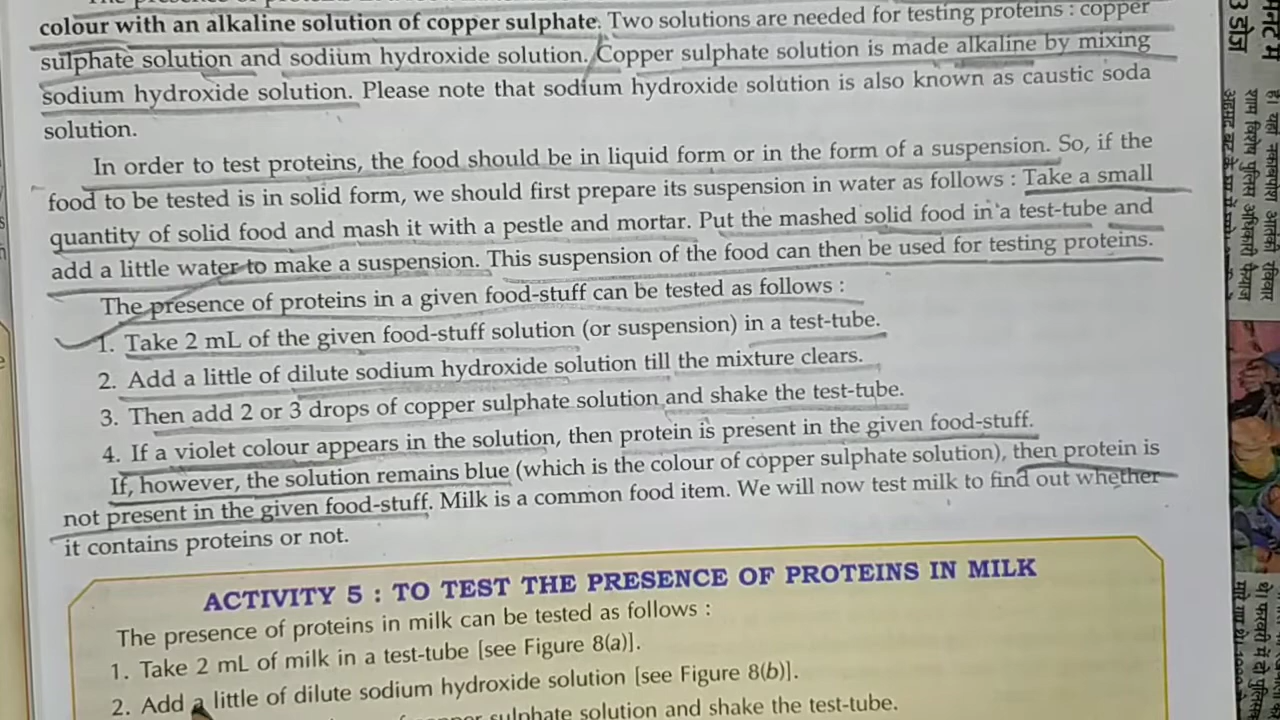 colour with an alkaline solution of copper sulphate. Two solutions are needed for testing proteins : copper
sulphate solution and sodium hydroxide solution. Copper sulphate solution is made alkaline by mixing
sodium hydroxide solution. Please note that sodium hydroxide solution is also known as caustic soda
solution.
In order to test proteins, the food should be in liquid form or in the form of a suspension. So, if the
food to be tested is in solid form, we should first prepare its suspension in water as follows : Take a small
quantity of solid food and mash it with a pestle and mortar. Put the mashed solid food in a test-tube and
add a little water to make a suspension. This suspension of the food can then be used for testing proteins.
The presence of proteins in a given food-stuff can be tested as follows :
1. Take 2 mL of the given food-stuff solution (or suspension) in a test-tube.
2. Add a little of dilute sodium hydroxide solution till the mixture clears.
3. Then add 2 or 3 drops of copper sulphate solution and shake the test-tube.
4. If a violet colour appears in the solution, then protein is present in the given food-stuff.
If, however, the solution remains blue (which is the colour of copper sulphate solution), then protein is
not present in the given food-stuff. Milk is a common food item. We will now test milk to find out whether
it contains proteins or not.
ACTIVITY 5 : TO TEST THE PRESENCE OF PROTEINS IN MILK
The presence of proteins in milk can be tested as follows :
1. Take 2 mL of milk in a test-tube [see Figure 8(a)].
2. Add a little of dilute sodium hydroxide solution [see Figure 8(b)].
sulphate solution and shake the test-tube.